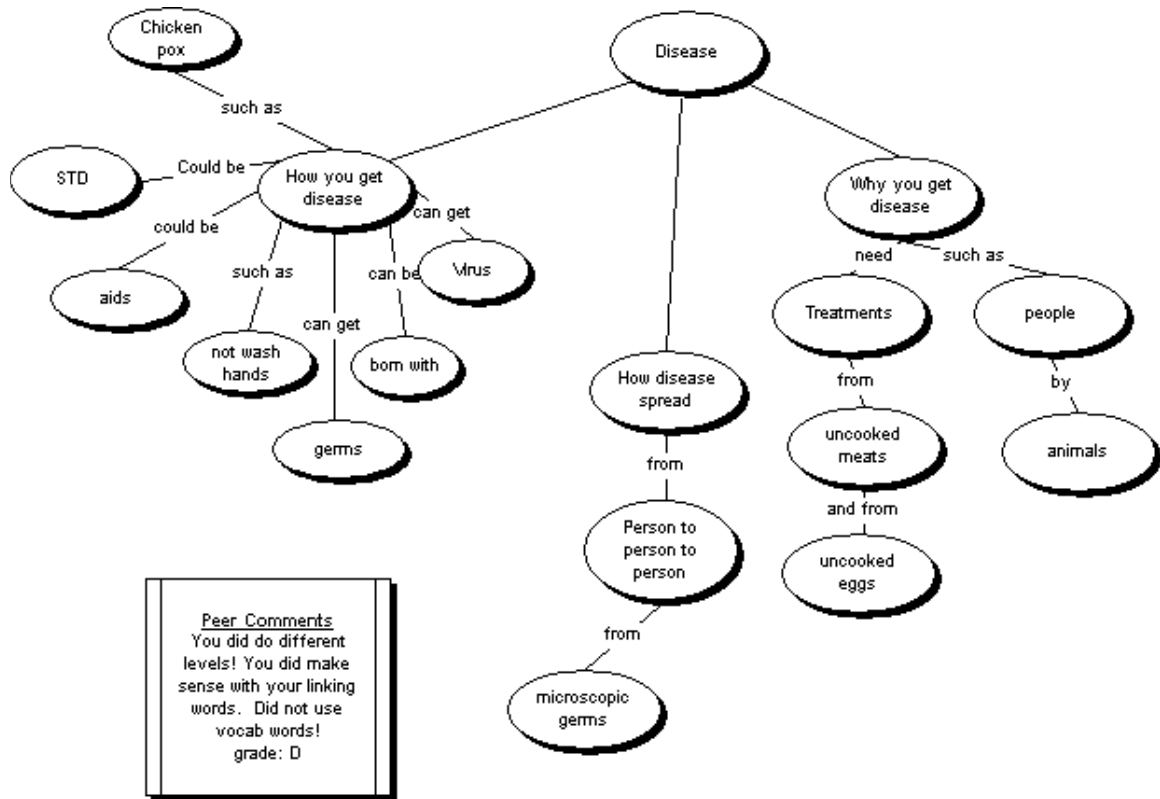 Chicken
pox
Disease
such as
STD
Could be
How you get
disease
Why you get
disease
can get
could be
need
such as
such as
can be
Virus
aids
Treatments
people
can get
not wash
hands
born with
How disease
spread
from
by
germs
uncooked
meats
animals
from
and from
Person to
person to
person
uncooked
eggs
from
microscopic
germs
Peer Comments
You did do different
levels! You did make
sense with your linking
words. Did not use
vocab words!
grade: D